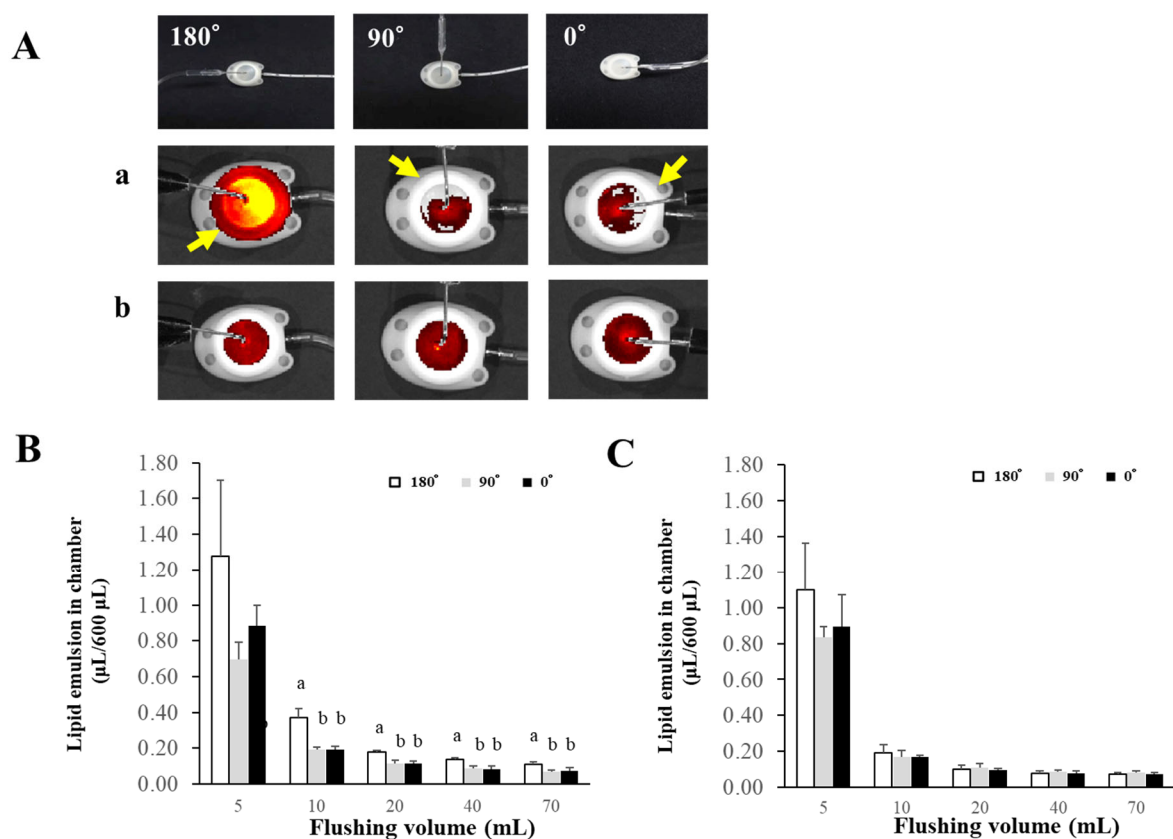 A
180°
90°
0°
a
b
B
C
1.80
1.60
1.40
1.20
1.00
0.80
0.60
0.40
0.20
0.00
Lipid emulsion in chamber
(µL/600 µL)
180° 90° 0°
a
b b
a
b b
a
b b
a
b b
5 10 20 40 70
Flushing volume (mL)
1.80
1.60
1.40
1.20
1.00
0.80
0.60
0.40
0.20
0.00
Lipid emulsion in chamber
(µL/600 µL)
180° 90° 0°
5 10 20 40 70
Flushing volume (mL)